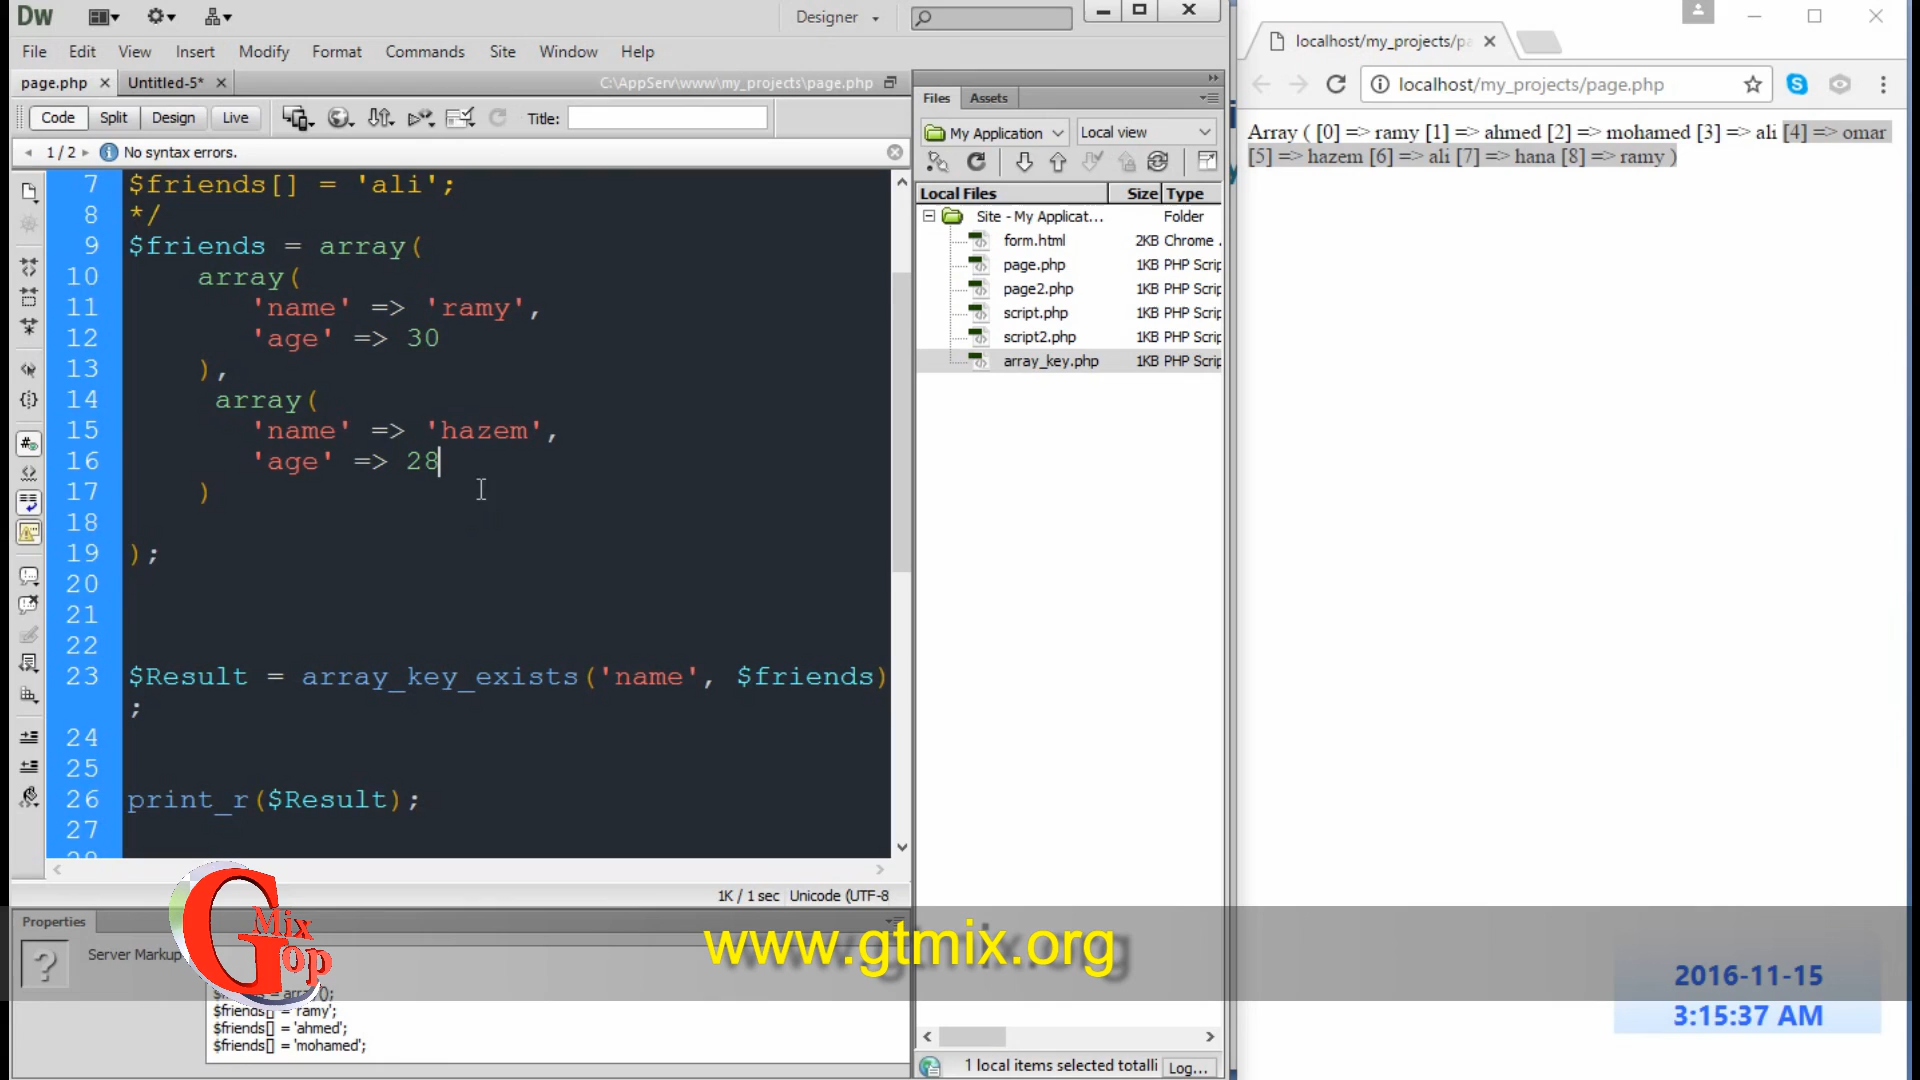 Dw
Designer
File Edit View Insert Modify Format Commands Site Window Help
page.php Untitled-5* C:\AppServ\www\my_projects\page.php
Code Split Design Live Title:
1 / 2 No syntax errors.
7 $friends[] = 'ali';
8 */
9 $friends = array(
10 array(
11 'name' => 'ramy',
12 'age' => 30
13 ),
14 array(
15 'name' => 'hazem',
16 'age' => 28
17 )
18
19 );
20
21
22
23 $Result = array_key_exists('name', $friends)
;
24
25
26 print_r($Result);
27
28
1K / 1 sec Unicode (UTF-8
Properties
? Server Markup
$friends = array();
$friends[] = 'ramy';
$friends[] = 'ahmed';
$friends[] = 'mohamed';
Files Assets
My Application Local view
Local Files Size Type
Site - My Applicat... Folder
form.html 2KB Chrome .
page.php 1KB PHP Scrip
page2.php 1KB PHP Scrip
script.php 1KB PHP Scrip
script2.php 1KB PHP Scrip
array_key.php 1KB PHP Scrip
1 local items selected totalli Log...
localhost/my_projects/pa
localhost/my_projects/page.php
Array ( [0] => ramy [1] => ahmed [2] => mohamed [3] => ali [4] => omar
[5] => hazem [6] => ali [7] => hana [8] => ramy )
G Mix Top
www.gtmix.org
2016-11-15
3:15:37 AM